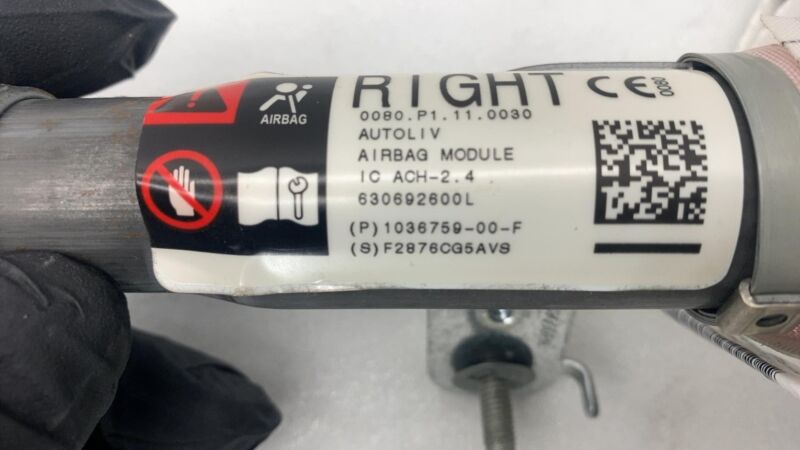 RIGHT CE 0080
0080.P1.11.0030
AIRBAG
AUTOLIV
AIRBAG MODULE
IC ACH-2.4
630692600L
(P)1036759-00-F
(S)F2876CG5AVS